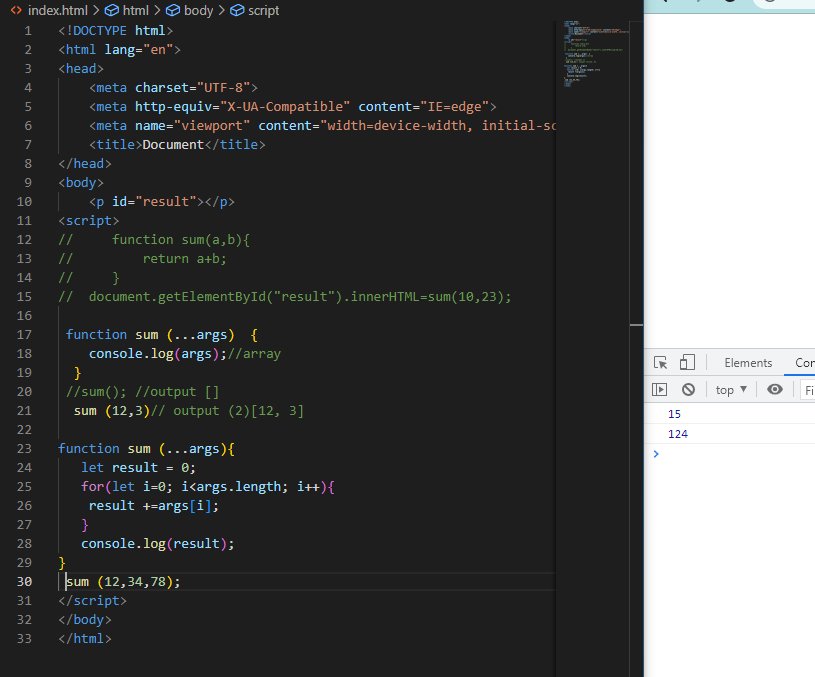 <> index.html > html > body > script
1 <!DOCTYPE html>
2 <html lang="en">
3 <head>
4 <meta charset="UTF-8">
5 <meta http-equiv="X-UA-Compatible" content="IE=edge">
6 <meta name="viewport" content="width=device-width, initial-sc
7 <title>Document</title>
8 </head>
9 <body>
10 <p id="result"></p>
11 <script>
12 //     function sum(a,b){
13 //         return a+b;
14 //     }
15 //  document.getElementById("result").innerHTML=sum(10,23);
16
17 function sum (...args)  {
18 console.log(args);//array
19 }
20 //sum(); //output []
21 sum (12,3)// output (2)[12, 3]
22
23 function sum (...args){
24 let result = 0;
25 for(let i=0; i<args.length; i++){
26 result +=args[i];
27 }
28 console.log(result);
29 }
30 sum (12,34,78);
31 </script>
32 </body>
33 </html>
Elements Con
top ▼ Fi
15
124
>